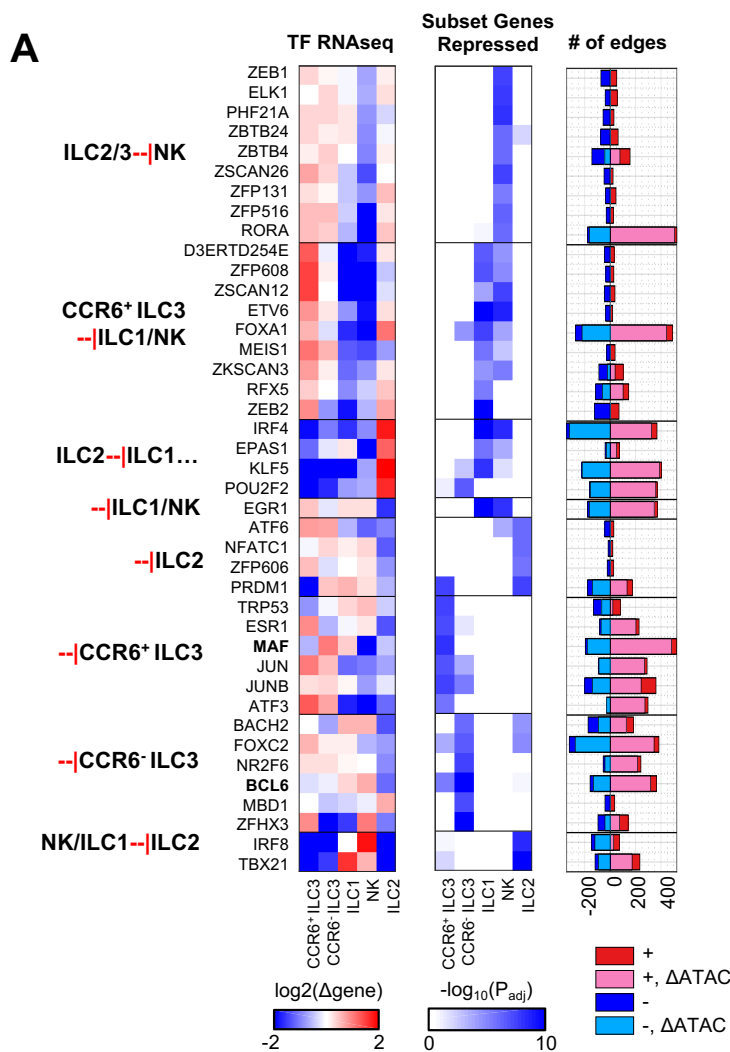 A
TF RNAseq
Subset Genes
Repressed
# of edges
ILC2/3--|NK
ZEB1
ELK1
PHF21A
ZBTB24
ZBTB4
ZSCAN26
ZFP131
ZFP516
RORA
CCR6+ ILC3
--|ILC1/NK
D3ERTD254E
ZFP608
ZSCAN12
ETV6
FOXA1
MEIS1
ZKSCAN3
RFX5
ZEB2
ILC2--|ILC1...
IRF4
EPAS1
KLF5
POU2F2
--|ILC1/NK
EGR1
--|ILC2
ATF6
NFATC1
ZFP606
PRDM1
--|CCR6+ ILC3
TRP53
ESR1
MAF
JUN
JUNB
ATF3
--|CCR6- ILC3
BACH2
FOXC2
NR2F6
BCL6
MBD1
ZFHX3
NK/ILC1--|ILC2
IRF8
TBX21
CCR6+ ILC3
CCR6- ILC3
ILC1
NK
ILC2
CCR6+ ILC3
CCR6- ILC3
ILC1
NK
ILC2
-200
0
200
400
log2(Δgene)
-2 2
-log10(Padj)
0 10
+
+, ΔATAC
-
-, ΔATAC